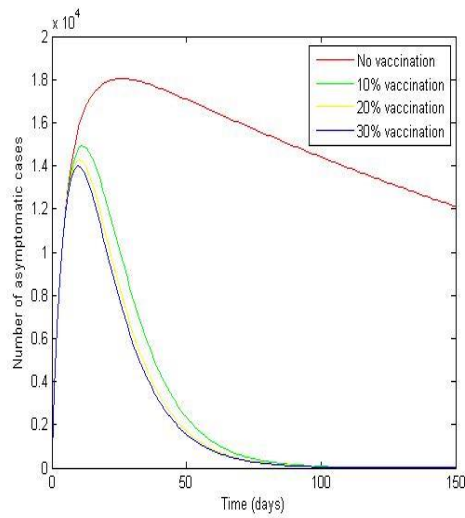 x 10^4
2
1.8
1.6
1.4
1.2
1
0.8
0.6
0.4
0.2
0
Number of asymptomatic cases
No vaccination
10% vaccination
20% vaccination
30% vaccination
0 50 100 150
Time (days)